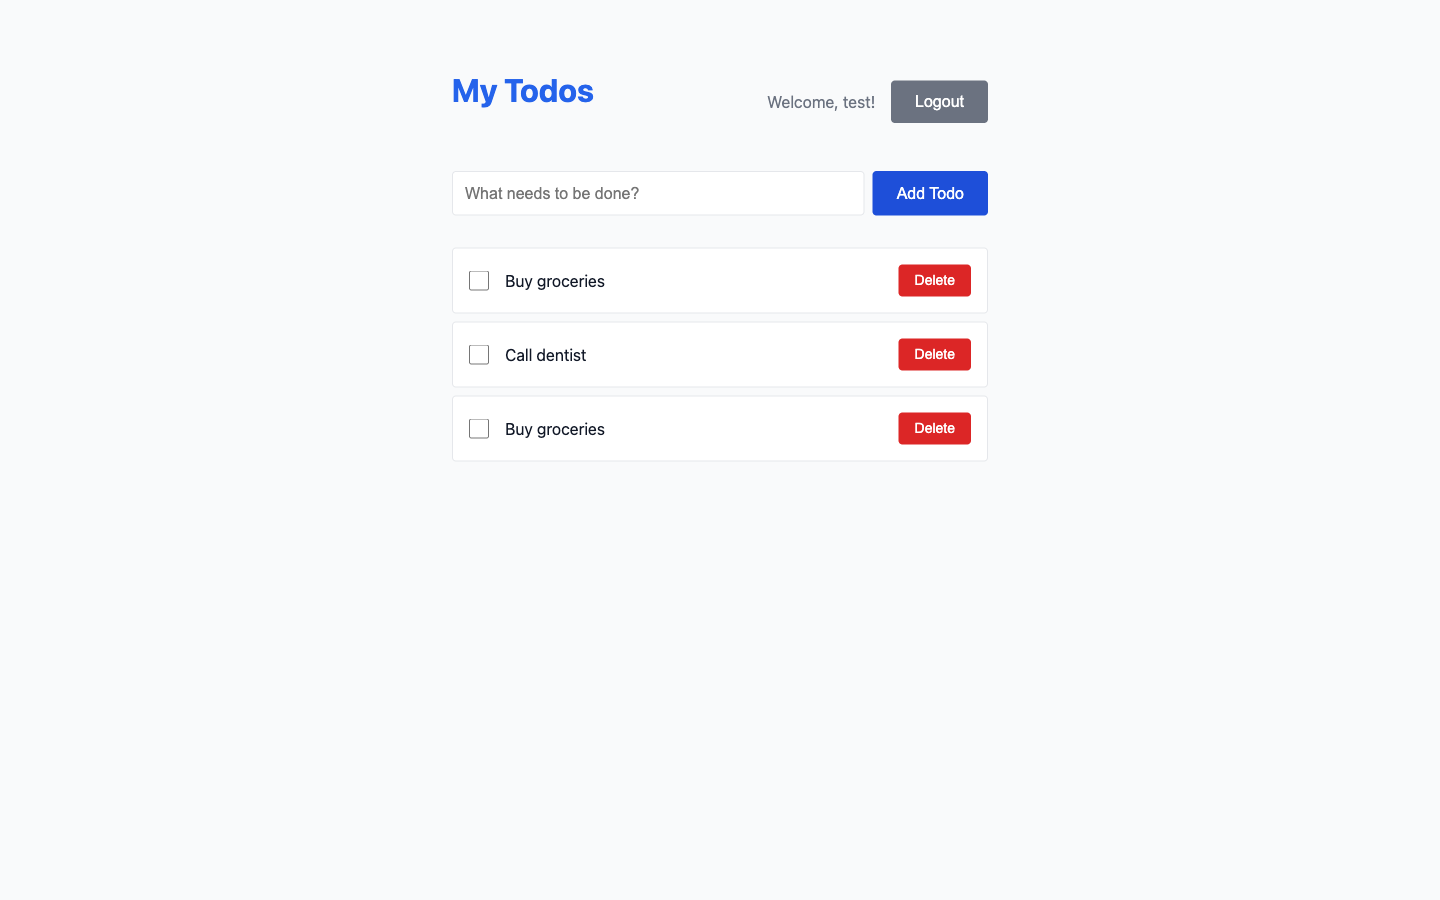 My Todos
Welcome, test! Logout
What needs to be done? Add Todo
Buy groceries Delete
Call dentist Delete
Buy groceries Delete